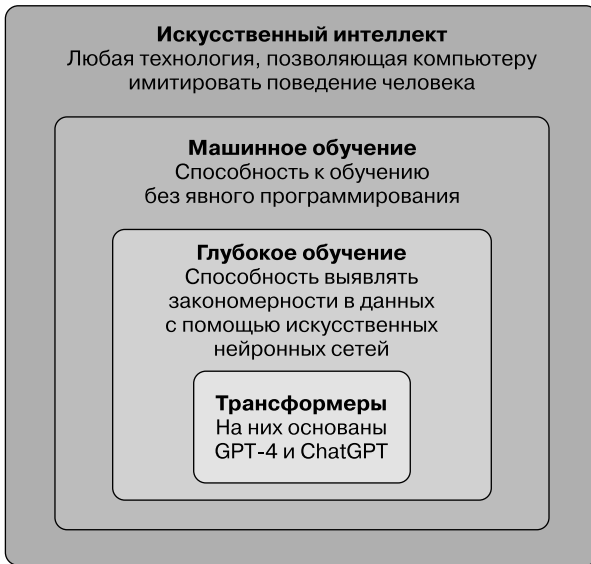 Искусственный интеллект
Любая технология, позволяющая компьютеру
имитировать поведение человека
Машинное обучение
Способность к обучению
без явного программирования
Глубокое обучение
Способность выявлять
закономерности в данных
с помощью искусственных
нейронных сетей
Трансформеры
На них основаны
GPT-4 и ChatGPT